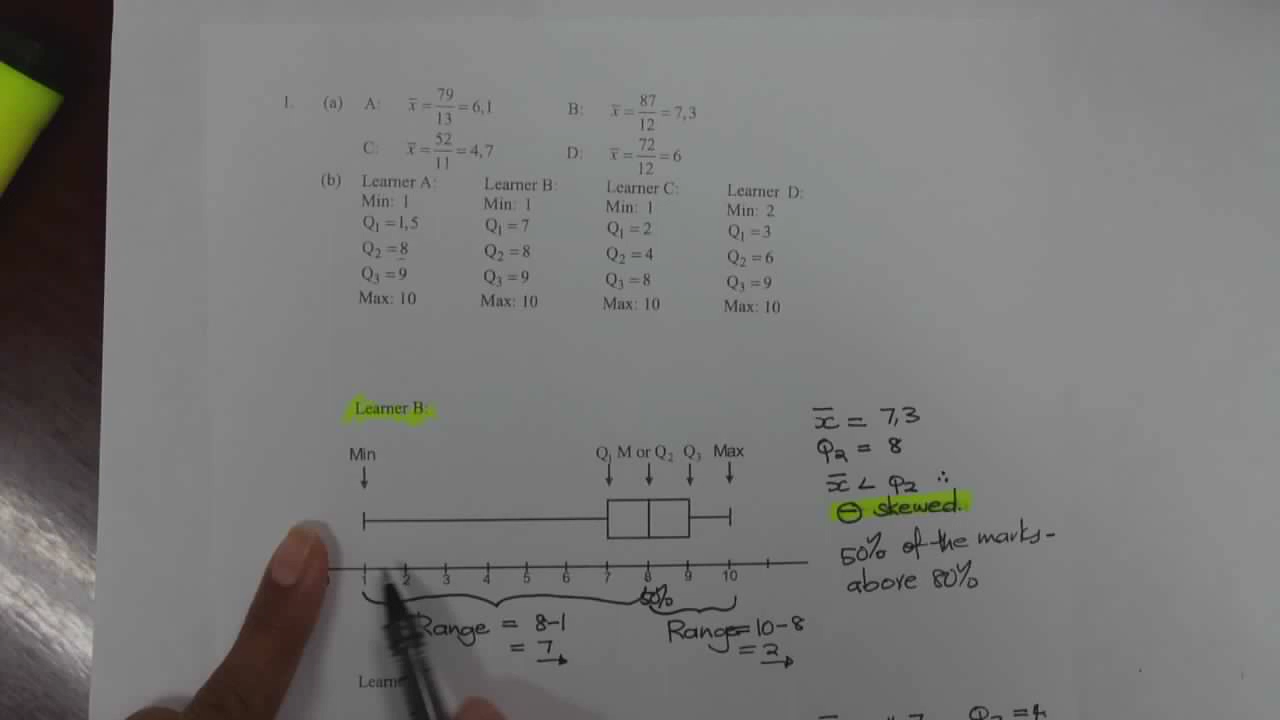 1. (a) A: x̄ = 79/13 = 6,1 B: x̄ = 87/12 = 7,3
C: x̄ = 52/11 = 4,7 D: x̄ = 72/12 = 6
(b) Learner A: Learner B: Learner C: Learner D:
Min: 1 Min: 1 Min: 1 Min: 2
Q₁ = 1,5 Q₁ = 7 Q₁ = 2 Q₁ = 3
Q₂ = 8 Q₂ = 8 Q₂ = 4 Q₂ = 6
Q₃ = 9 Q₃ = 9 Q₃ = 8 Q₃ = 9
Max: 10 Max: 10 Max: 10 Max: 10
Learner B:
Min Q₁ M or Q₂ Q₃ Max
1 2 3 4 5 6 7 8 9 10
50%
Range = 8-1
= 7
Range = 10-8
= 2
x̄ = 7,3
Q₂ = 8
x̄ < Q₂ ∴
⊖ skewed.
50% of the marks -
above 80%
Q₂ = 4